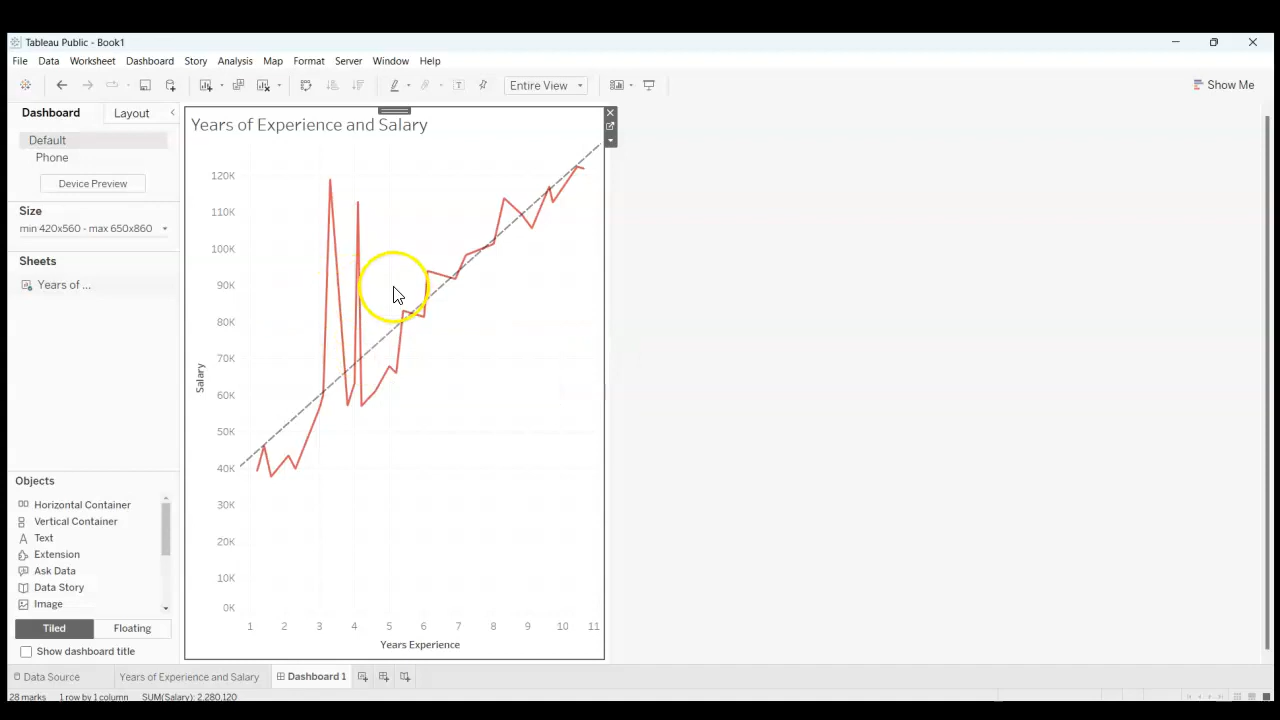 Tableau Public - Book1
File Data Worksheet Dashboard Story Analysis Map Format Server Window Help
Entire View
Show Me
Dashboard Layout
Default
Phone
Device Preview
Size
min 420x560 - max 650x860
Sheets
Years of ...
Objects
Horizontal Container
Vertical Container
Text
Extension
Ask Data
Data Story
Image
Tiled Floating
Show dashboard title
Years of Experience and Salary
120K
110K
100K
90K
80K
70K
60K
50K
40K
30K
20K
10K
0K
Salary
1 2 3 4 5 6 7 8 9 10 11
Years Experience
Data Source Years of Experience and Salary Dashboard 1
28 marks 1 row by 1 column SUM(Salary): 2,280,120